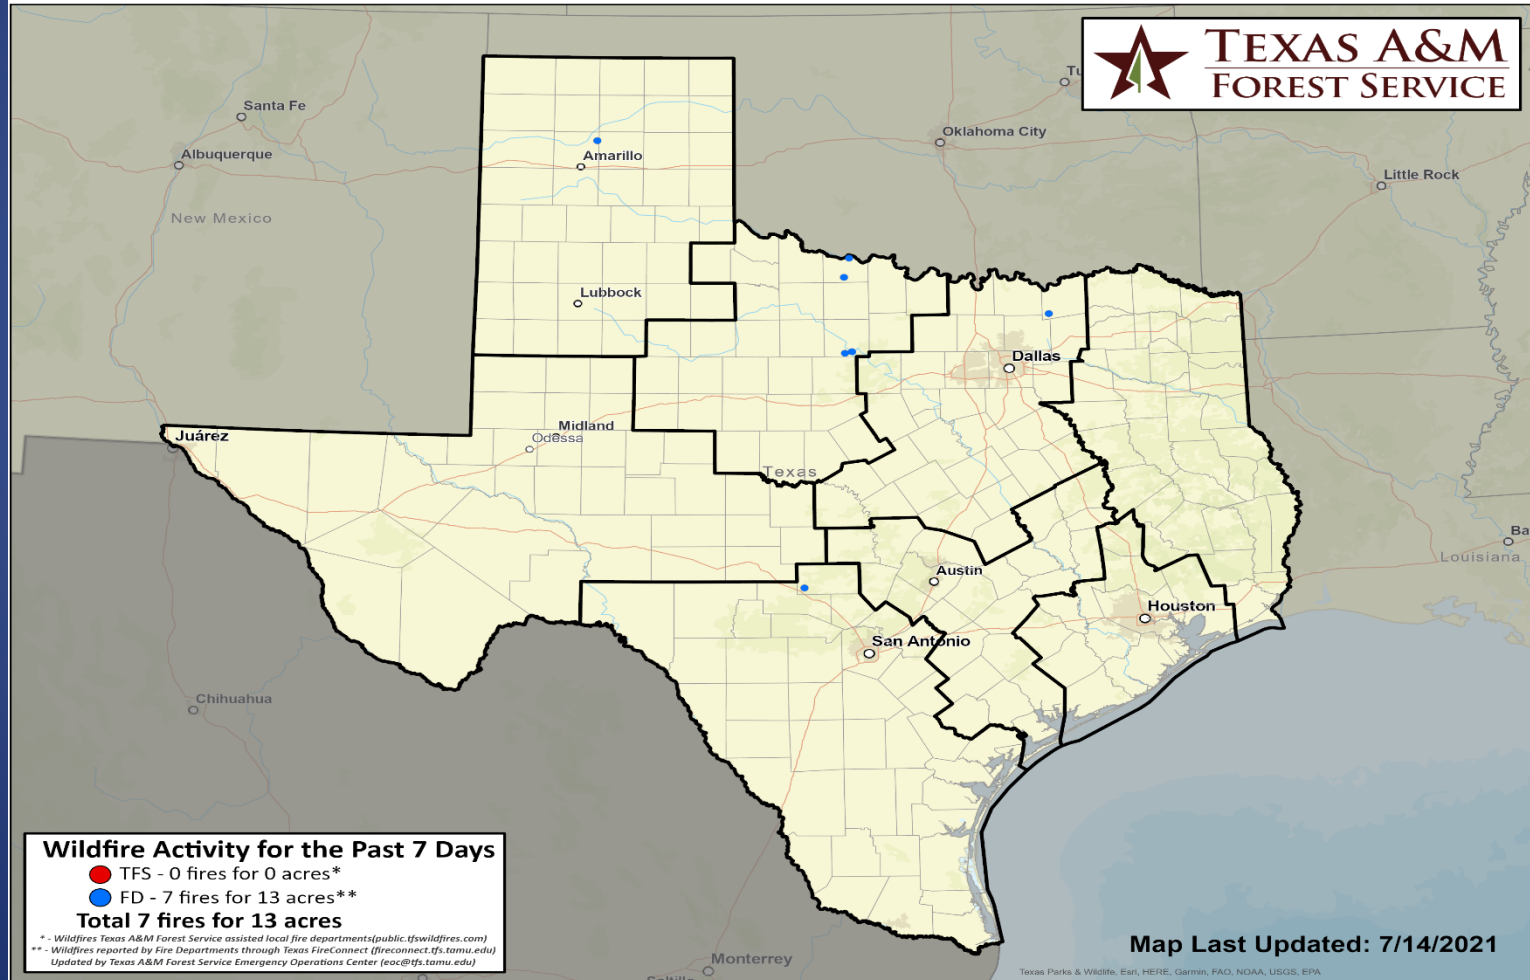 TEXAS A&M
FOREST SERVICE
Santa Fe
Oklahoma City
Albuquerque
Amarillo
Little Rock
New Mexico
Lubbock
Dallas
Midland
Odessa
Juárez
Texas
Louisiana
Austin
Houston
San Antonio
Chihuahua
Wildfire Activity for the Past 7 Days
TFS - 0 fires for 0 acres*
FD - 7 fires for 13 acres**
Total 7 fires for 13 acres
* - Wildfires Texas A&M Forest Service assisted local fire departments(public.tfswildfires.com)
** - Wildfires reported by Fire Departments through Texas FireConnect (fireconnect.tfs.tamu.edu)
Updated by Texas A&M Forest Service Emergency Operations Center (eoc@tfs.tamu.edu)
Map Last Updated: 7/14/2021
Monterrey
Texas Parks & Wildlife, Esri, HERE, Garmin, FAO, NOAA, USGS, EPA